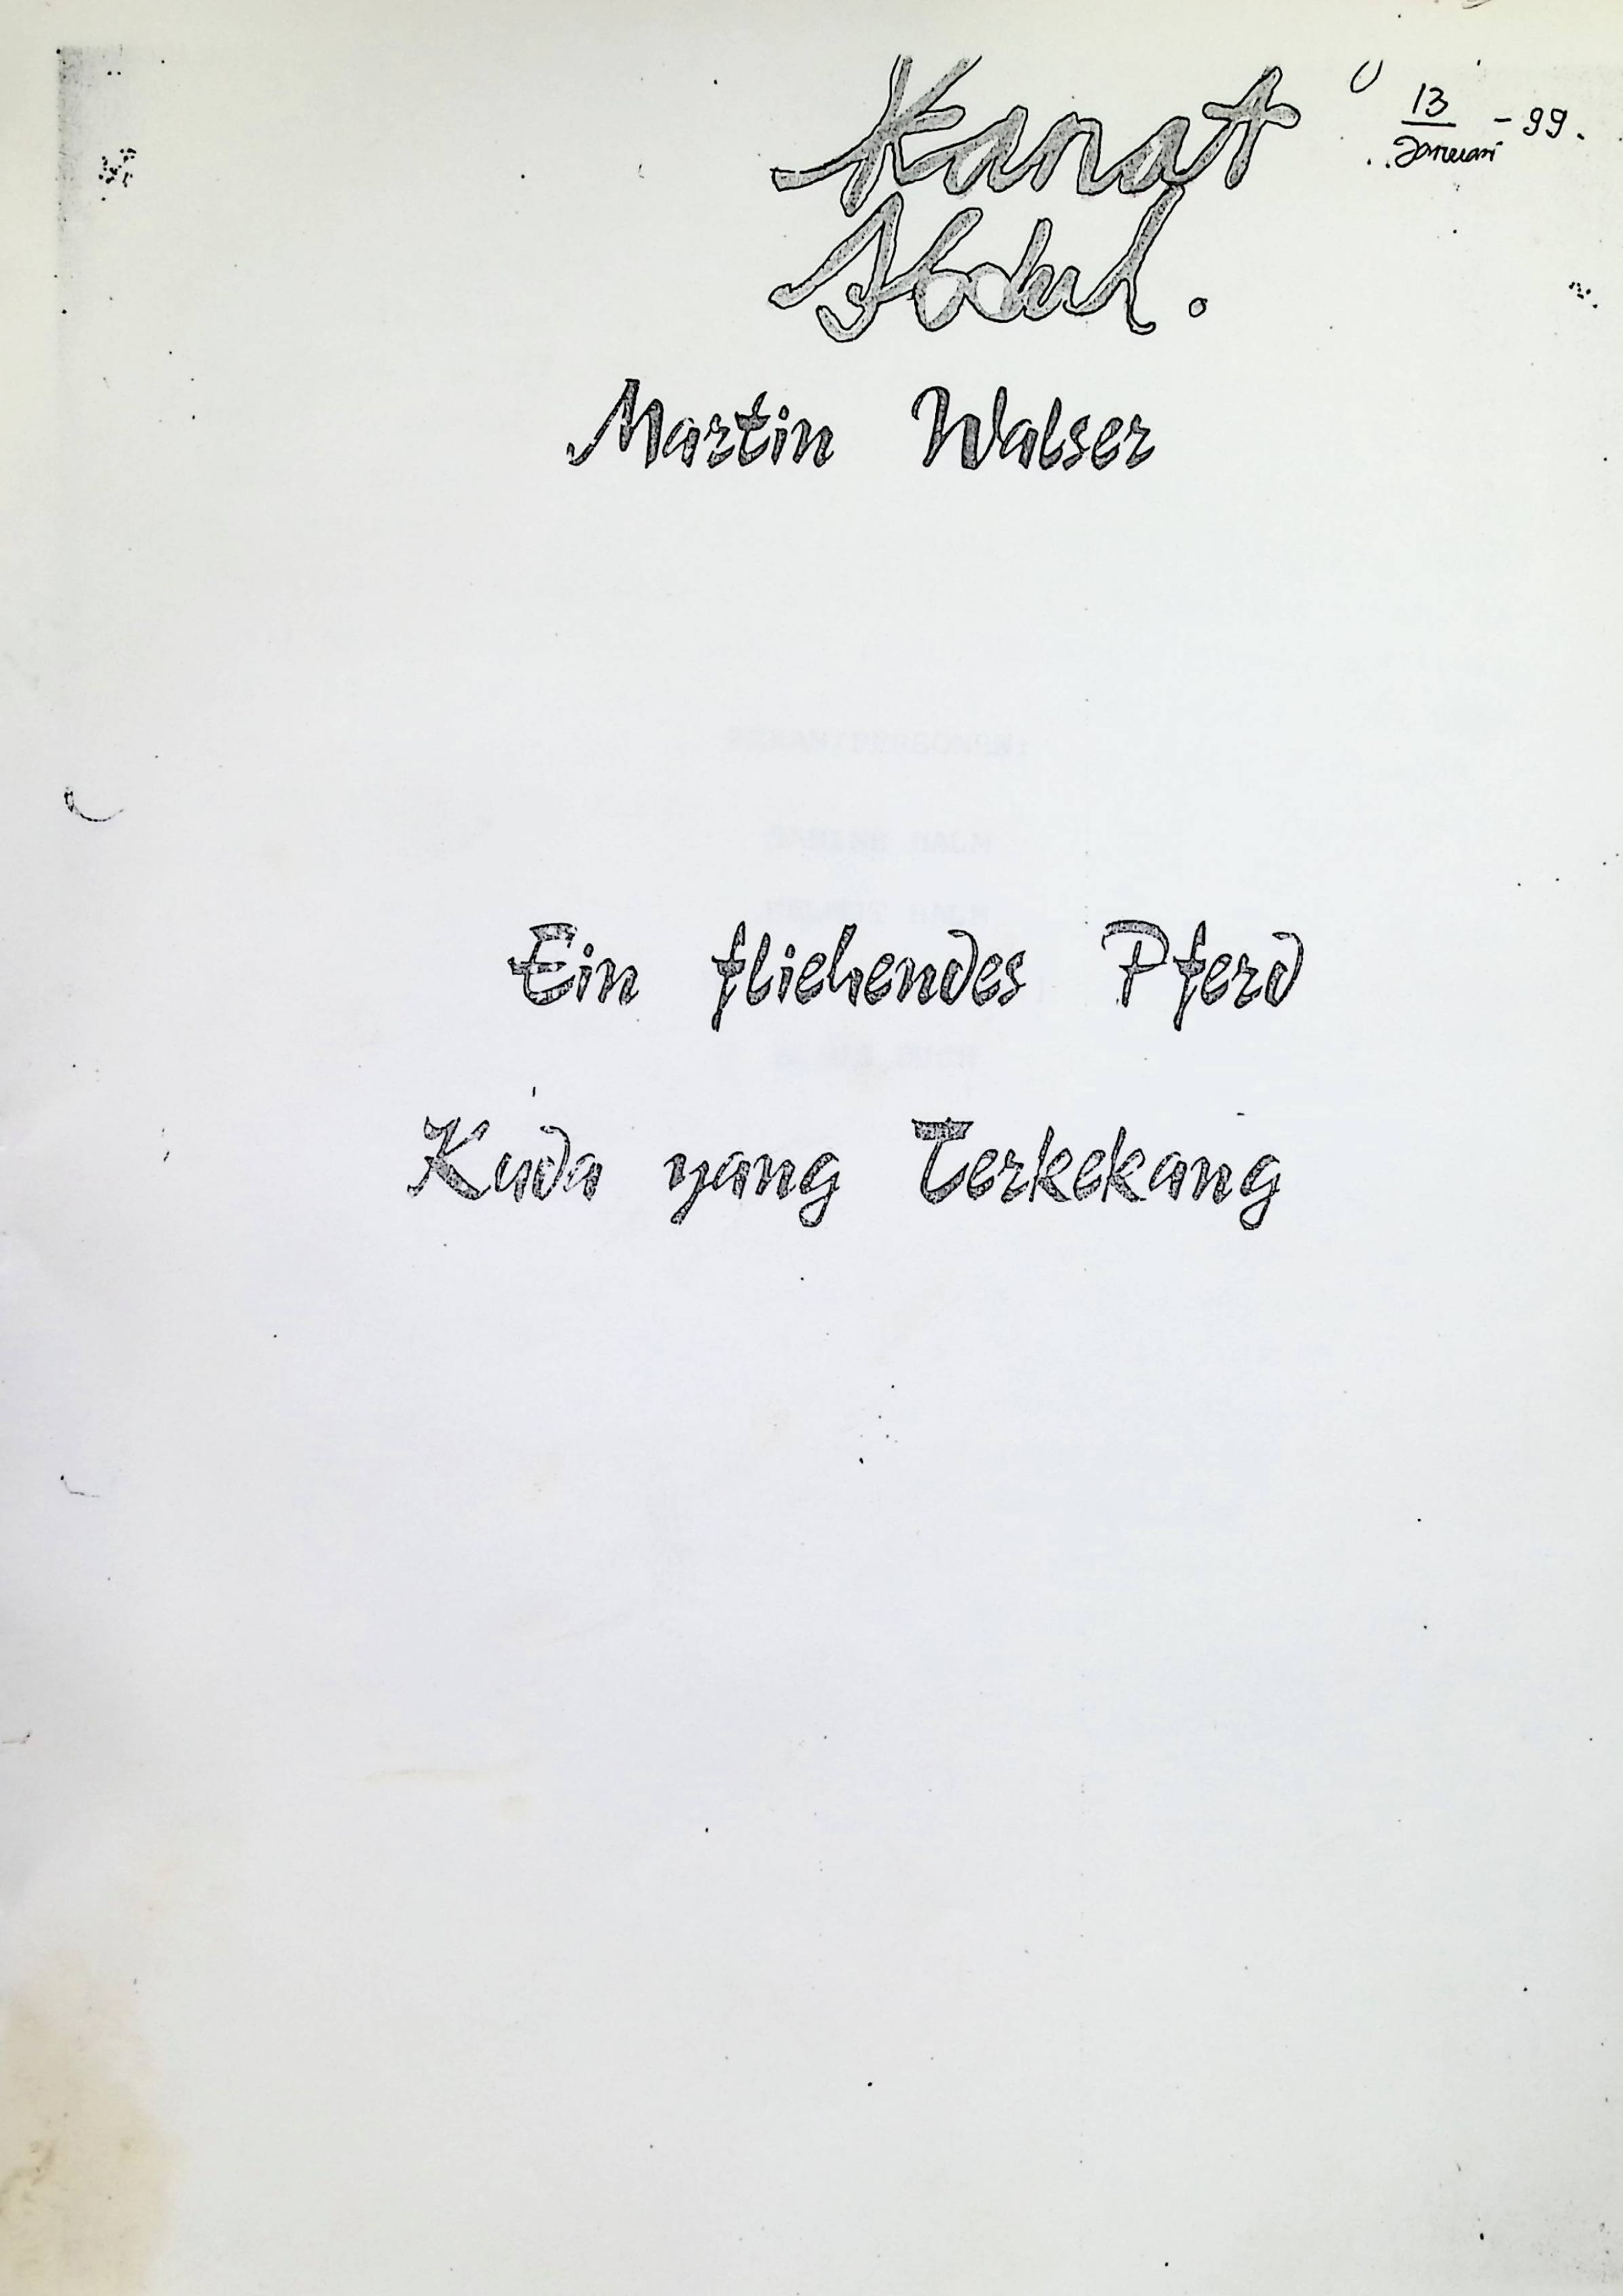 Kanat
Abdul.
13
Januari - 99.
Martin Walser
Ein fliehendes Pferd
Kuda yang Terkekang